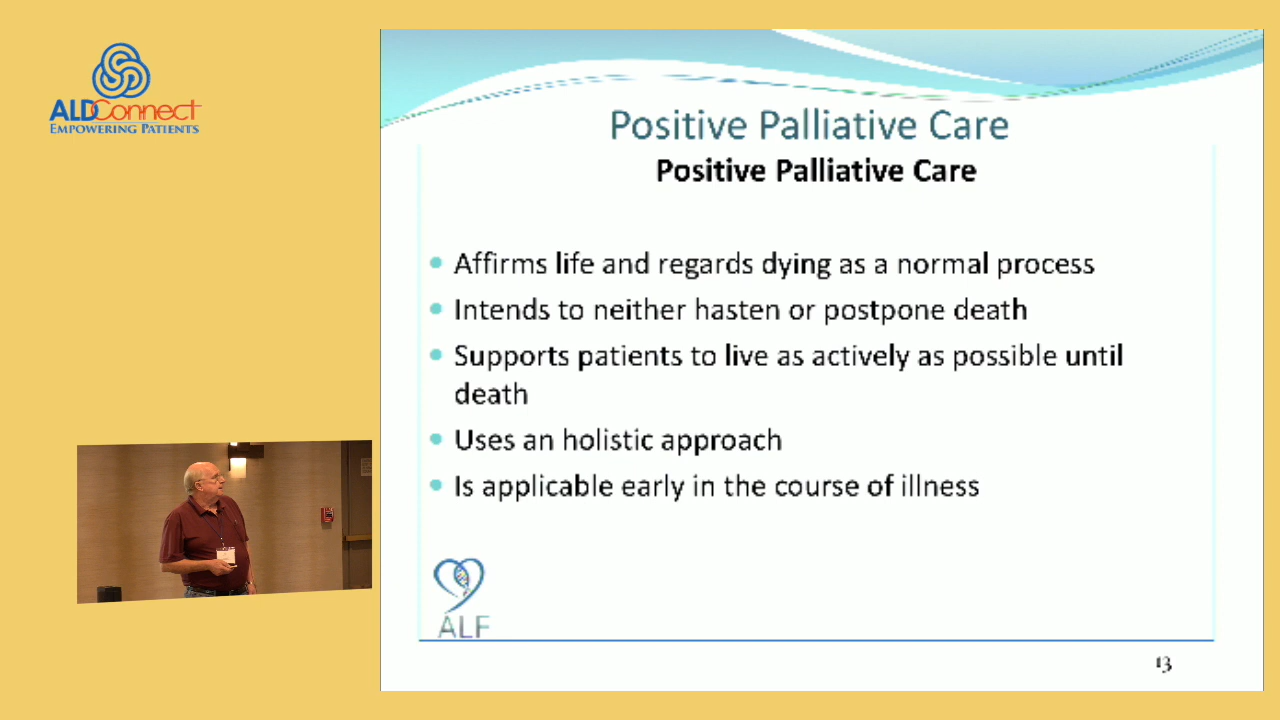 ALDConnect
EMPOWERING PATIENTS
Positive Palliative Care
Positive Palliative Care
Affirms life and regards dying as a normal process
Intends to neither hasten or postpone death
Supports patients to live as actively as possible until
death
Uses an holistic approach
Is applicable early in the course of illness
ALF
13